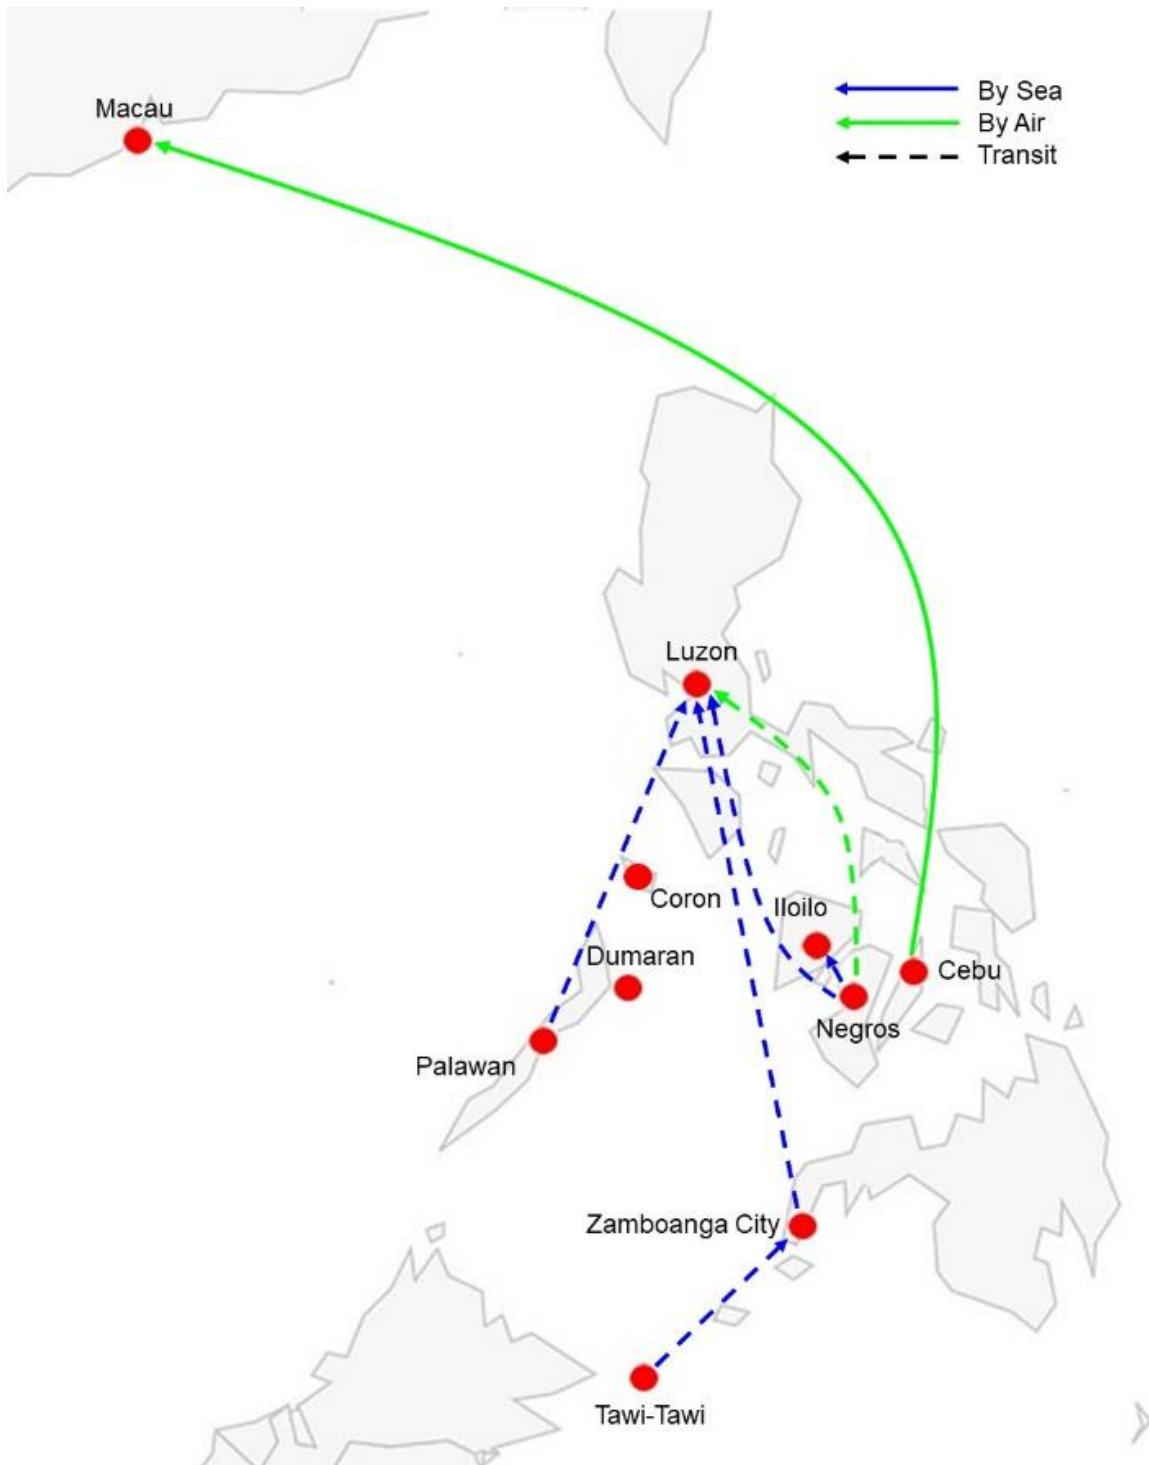 Macau
By Sea
By Air
Transit
Luzon
Coron
Iloilo
Dumaran
Cebu
Negros
Palawan
Zamboanga City
Tawi-Tawi